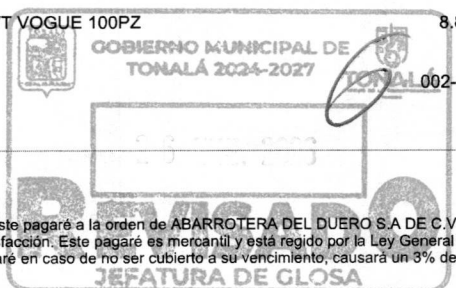 T VOGUE 100PZ 8.8
GOBIERNO MUNICIPAL DE
TONALÁ 2024-2027
TONALÁ
002-
REVISADO
ste pagaré a la orden de ABARROTERA DEL DUERO S.A DE C.V
facción. Este pagaré es mercantil y está regido por la Ley General
aré en caso de no ser cubierto a su vencimiento, causará un 3% de
JEFATURA DE GLOSA